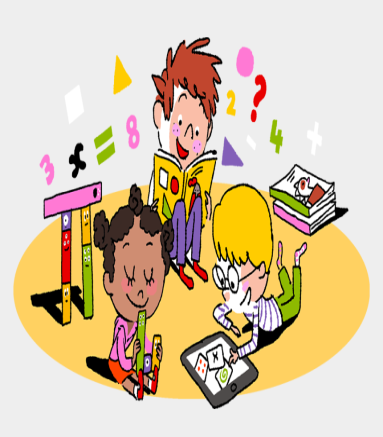 2 ?
3 x = 8 4 +
x